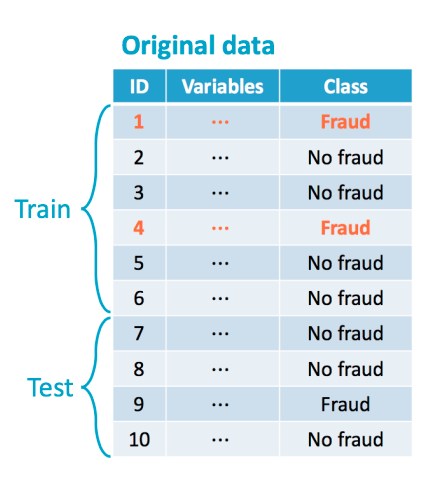 Original data
ID Variables Class
1 ... Fraud
2 ... No fraud
3 ... No fraud
Train
4 ... Fraud
5 ... No fraud
6 ... No fraud
7 ... No fraud
8 ... No fraud
Test
9 ... Fraud
10 ... No fraud